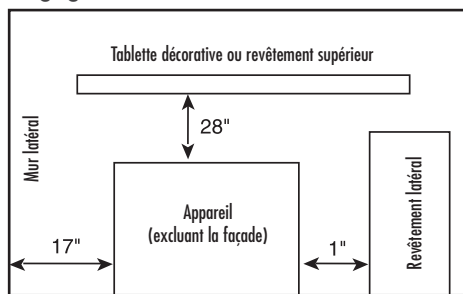 Tablette décorative ou revêtement supérieur
Mur latéral
28"
Appareil
(excluant la façade)
Revêtement latéral
17"
1"